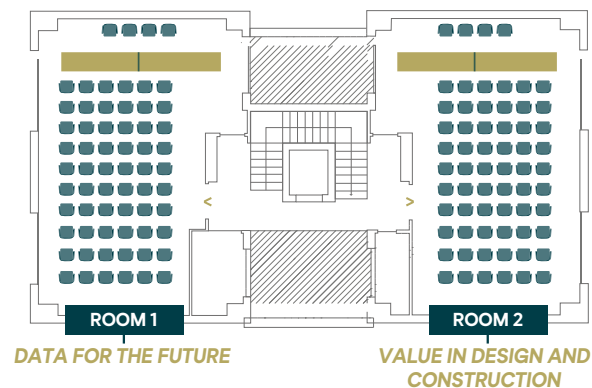 <
>
ROOM 1
ROOM 2
DATA FOR THE FUTURE
VALUE IN DESIGN AND
CONSTRUCTION